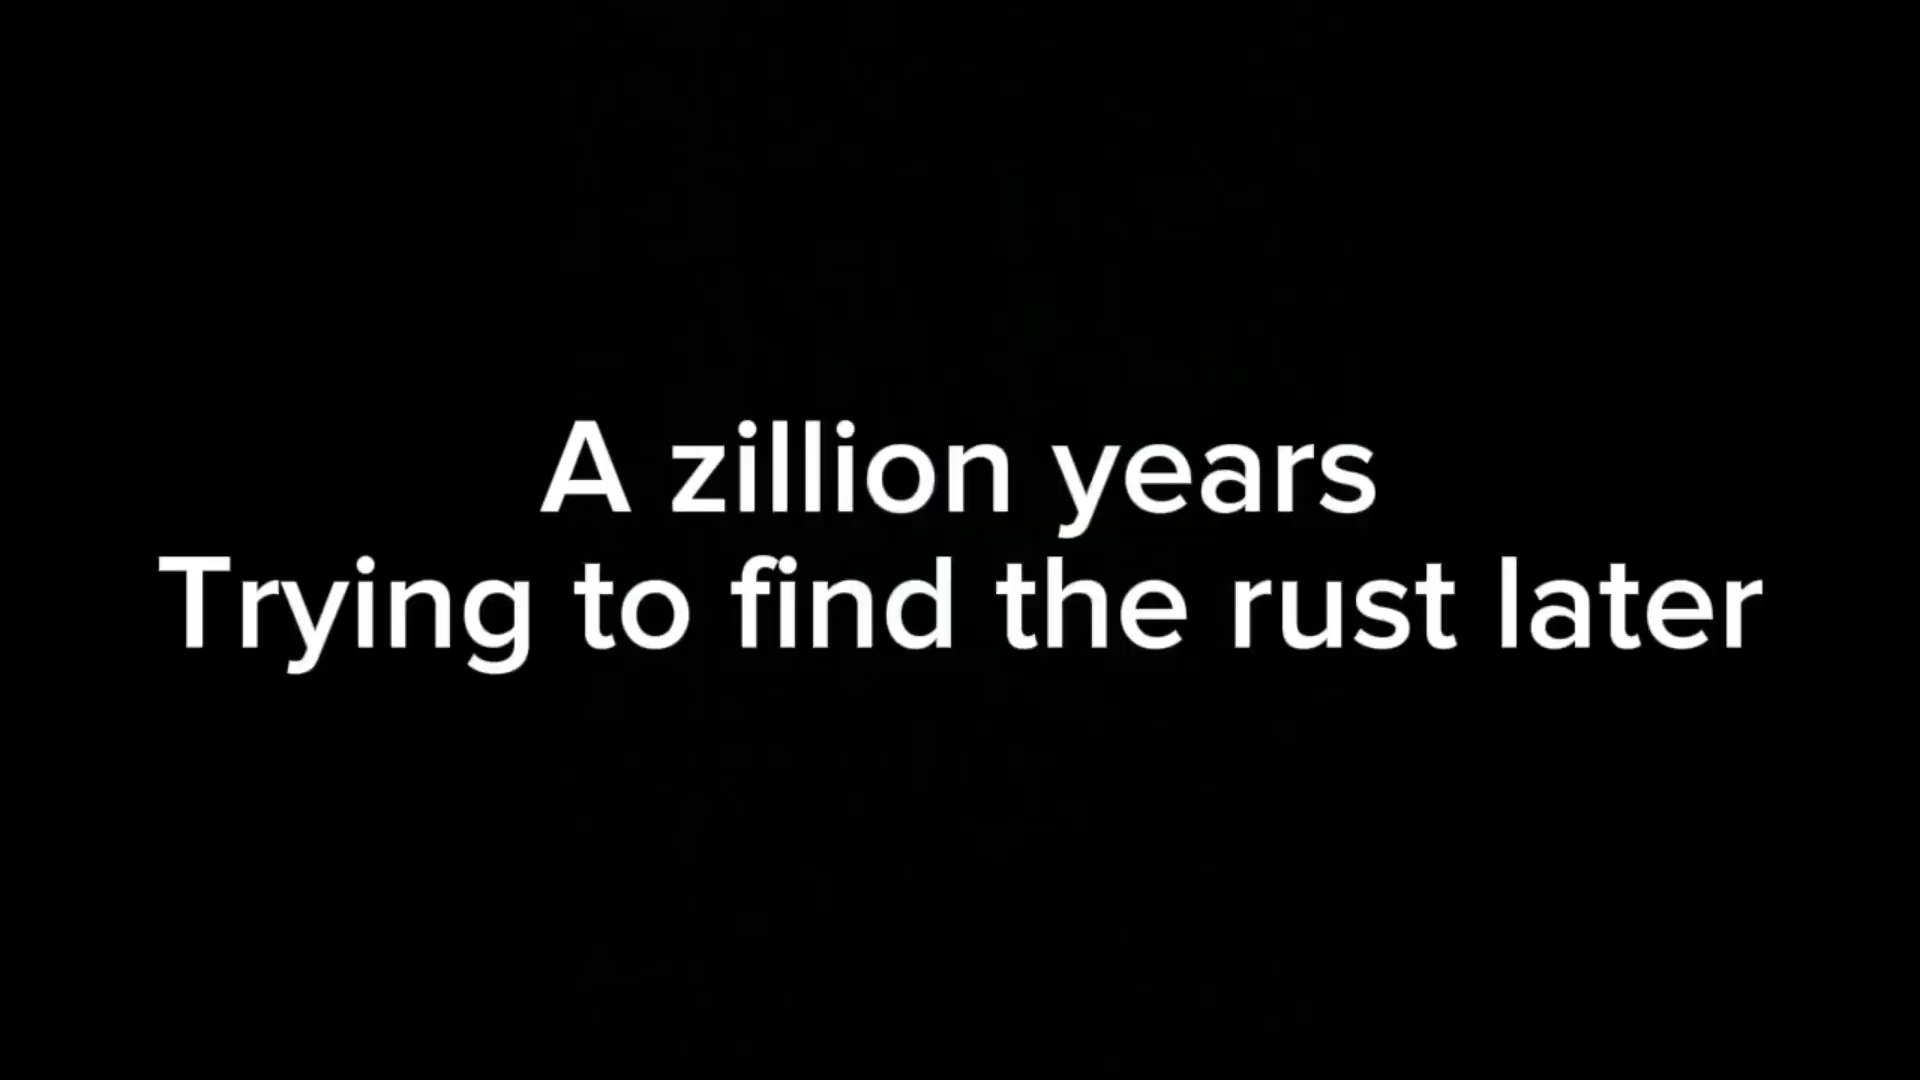 A zillion years
Trying to find the rust later